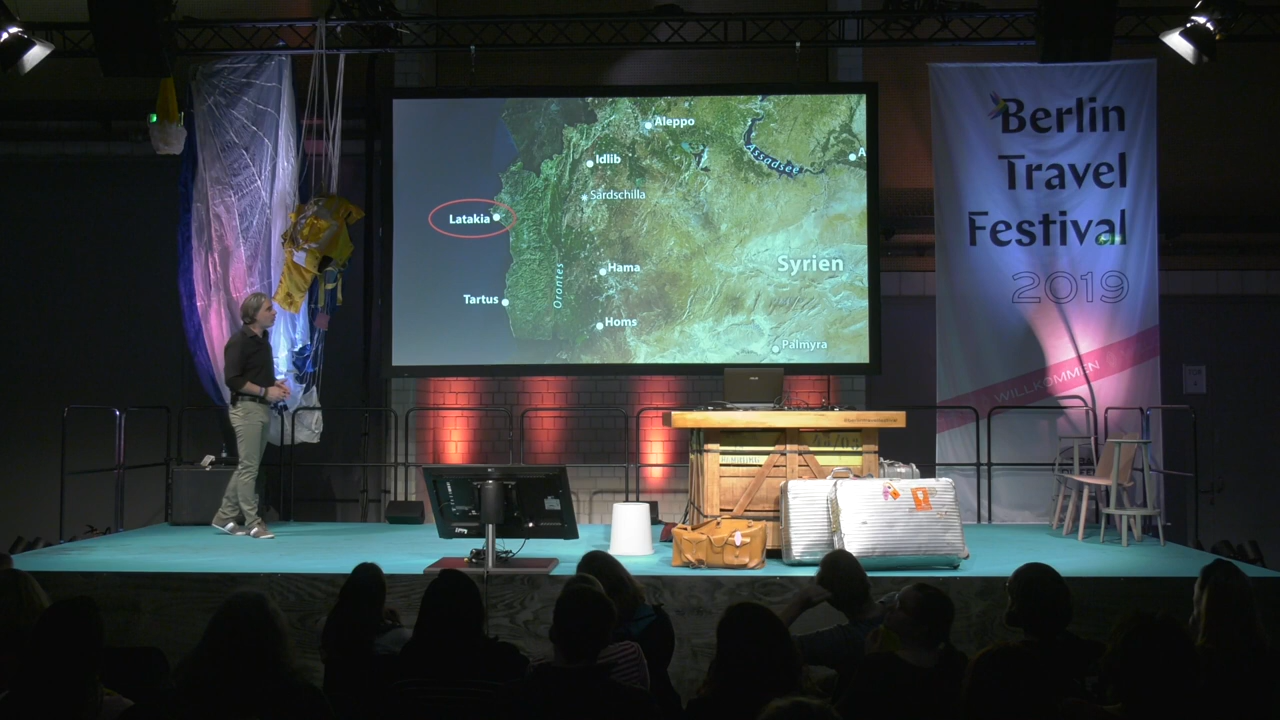 Aleppo
Idlib
Assadsee
A
Sardschilla
Latakia
Syrien
Hama
Orontes
Tartus
Homs
Palmyra
Berlin
Travel
Festival
2019
WILLKOMMEN